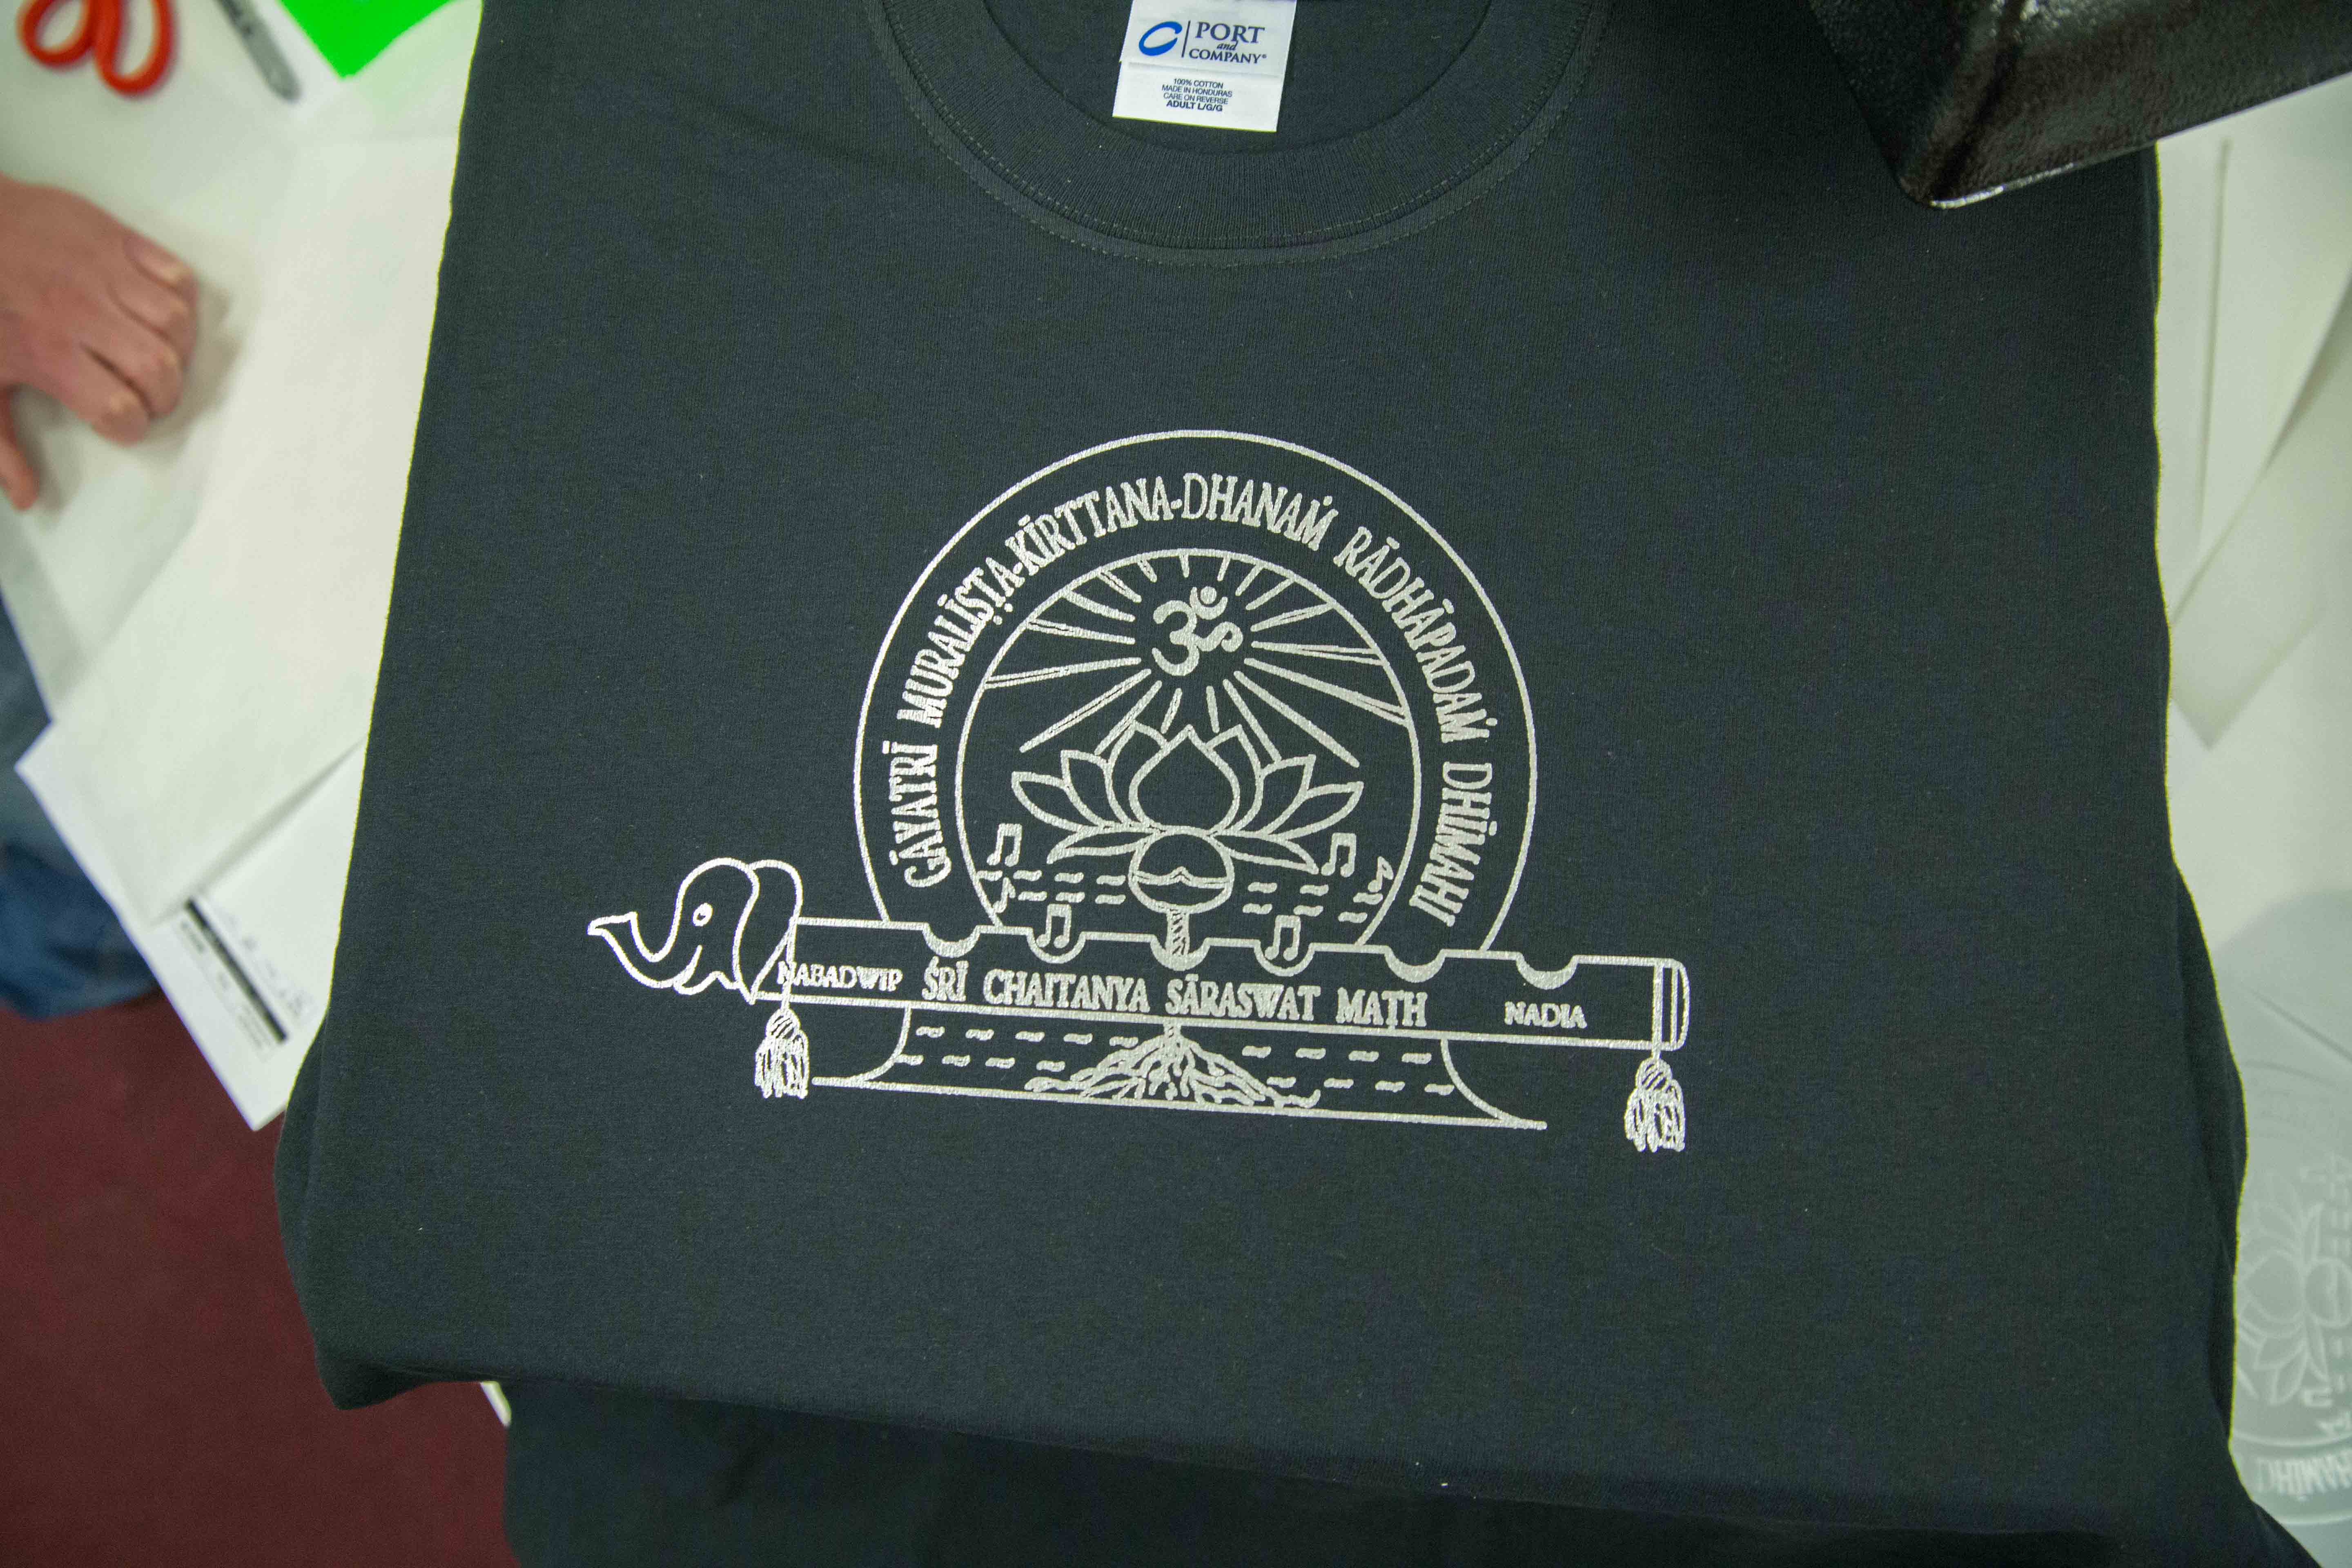 PORT
and
COMPANY®
100% COTTON
MADE IN HONDURAS
CARE ON REVERSE
ADULT L/G/G
GĀYATRĪ MURALĪṢṬA-KĪRTTANA-DHANAṀ RĀDHĀPADAṀ DHĪMAHI
ॐ
NABADWIP ŚRĪ CHAITANYA SĀRASWAT MAṬH NADIA